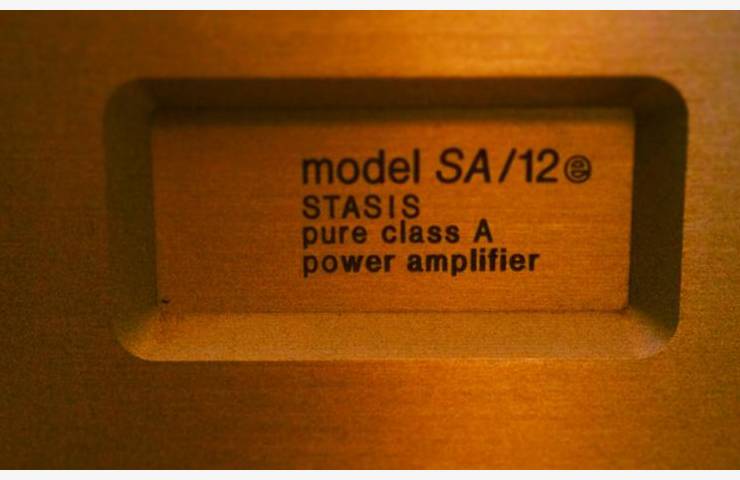 model SA/12ⓔ
STASIS
pure class A
power amplifier